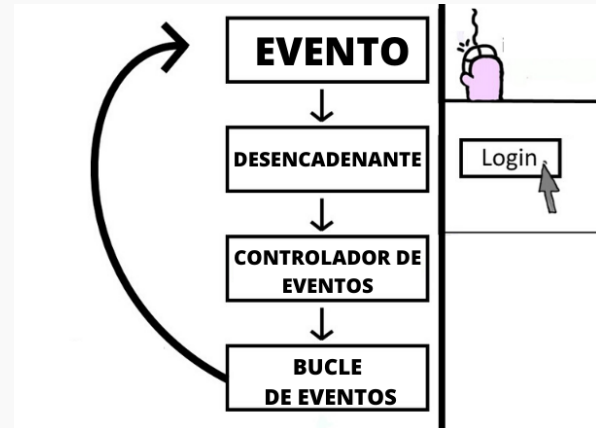 EVENTO
DESENCADENANTE
Login
CONTROLADOR DE
EVENTOS
BUCLE
DE EVENTOS